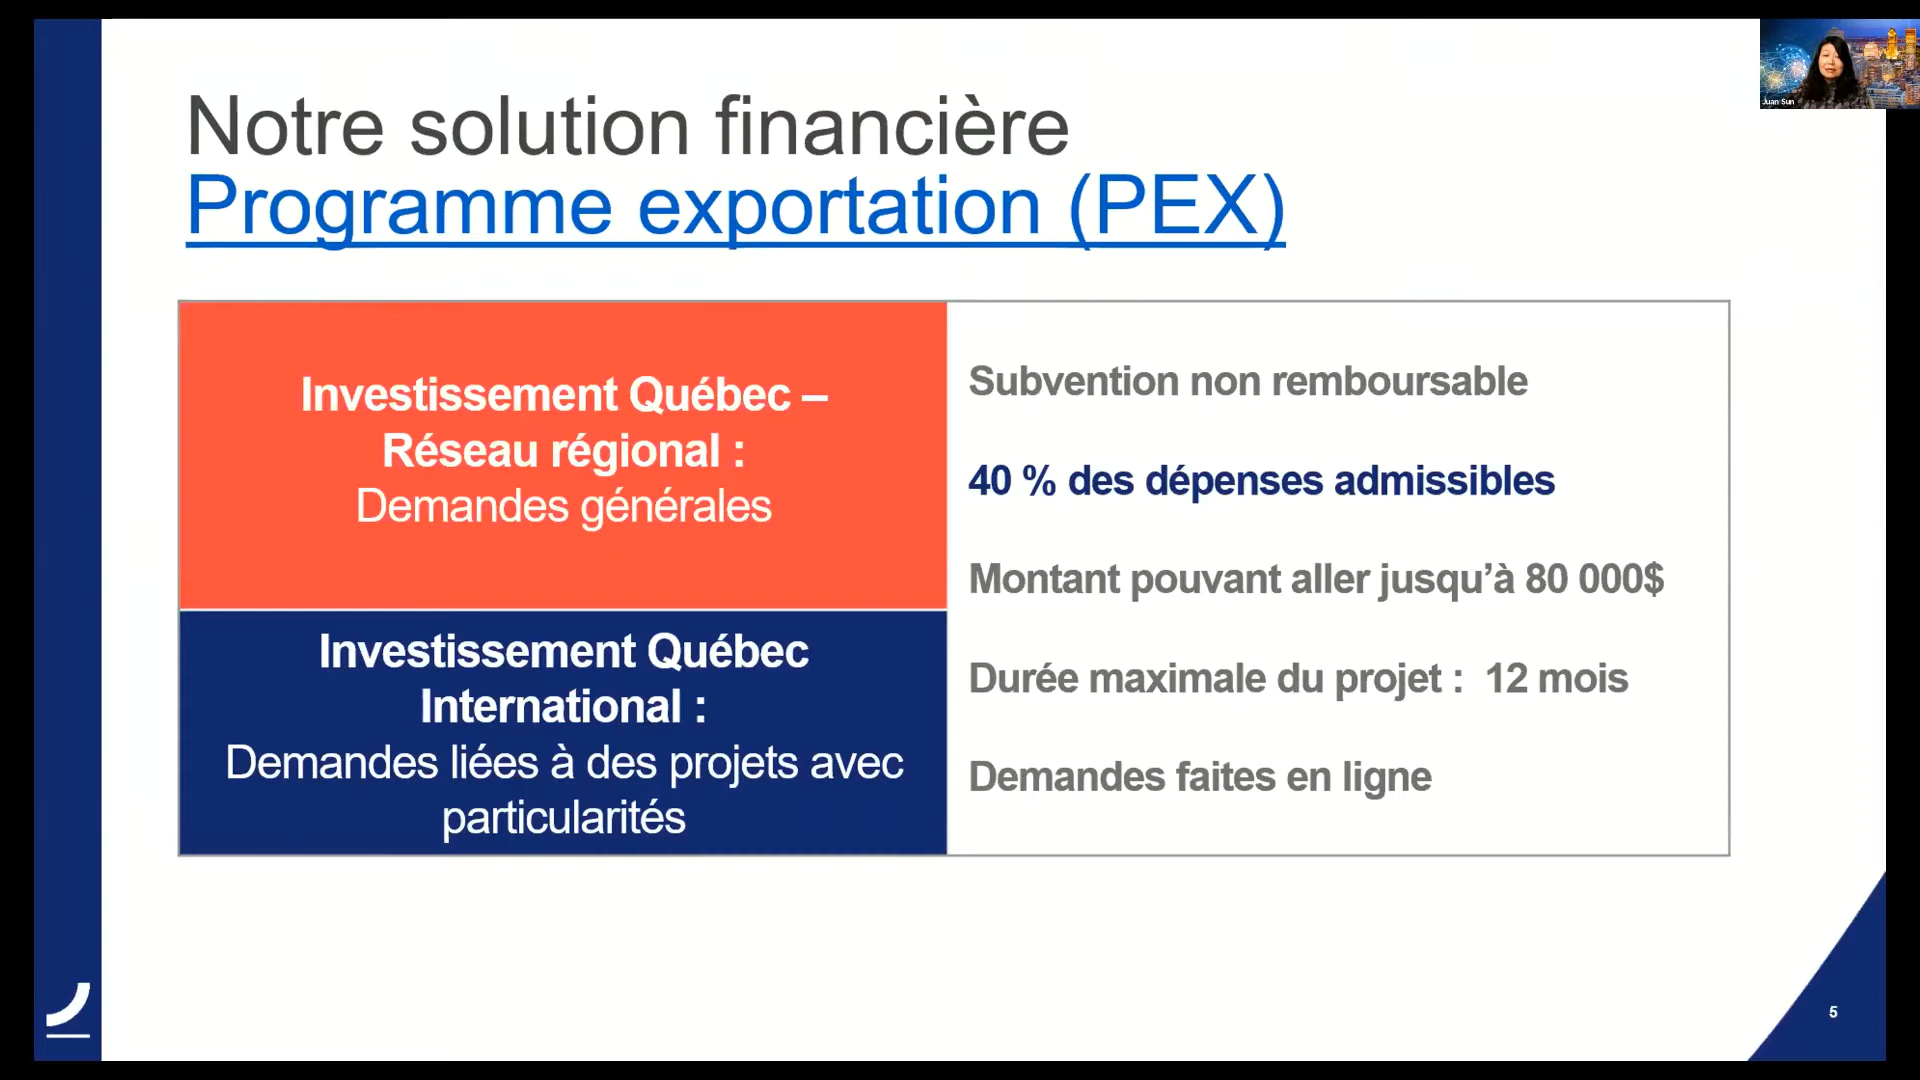 Juan Sun
Notre solution financière
Programme exportation (PEX)
Investissement Québec –
Réseau régional :
Demandes générales
Investissement Québec
International :
Demandes liées à des projets avec
particularités
Subvention non remboursable
40 % des dépenses admissibles
Montant pouvant aller jusqu’à 80 000$
Durée maximale du projet :  12 mois
Demandes faites en ligne
5